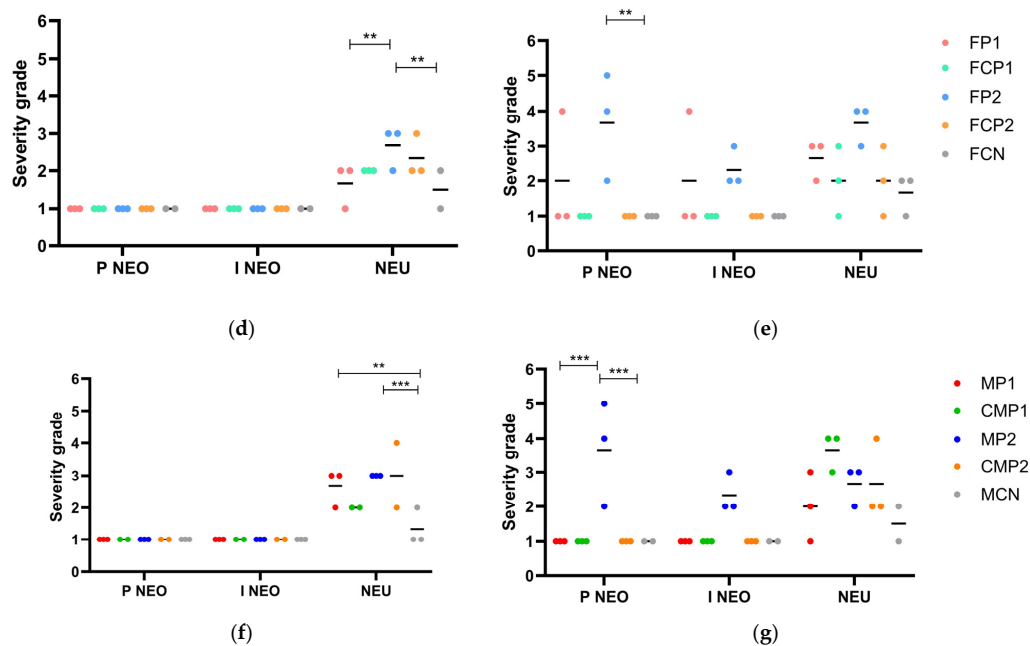 **
**
Severity grade
6
5
4
3
2
1
0
P NEO I NEO NEU
(d)
**
Severity grade
6
5
4
3
2
1
0
P NEO I NEO NEU
(e)
FP1
FCP1
FP2
FCP2
FCN
**
***
Severity grade
6
5
4
3
2
1
0
P NEO I NEO NEU
(f)
***
***
Severity grade
6
5
4
3
2
1
0
P NEO I NEO NEU
(g)
MP1
CMP1
MP2
CMP2
MCN